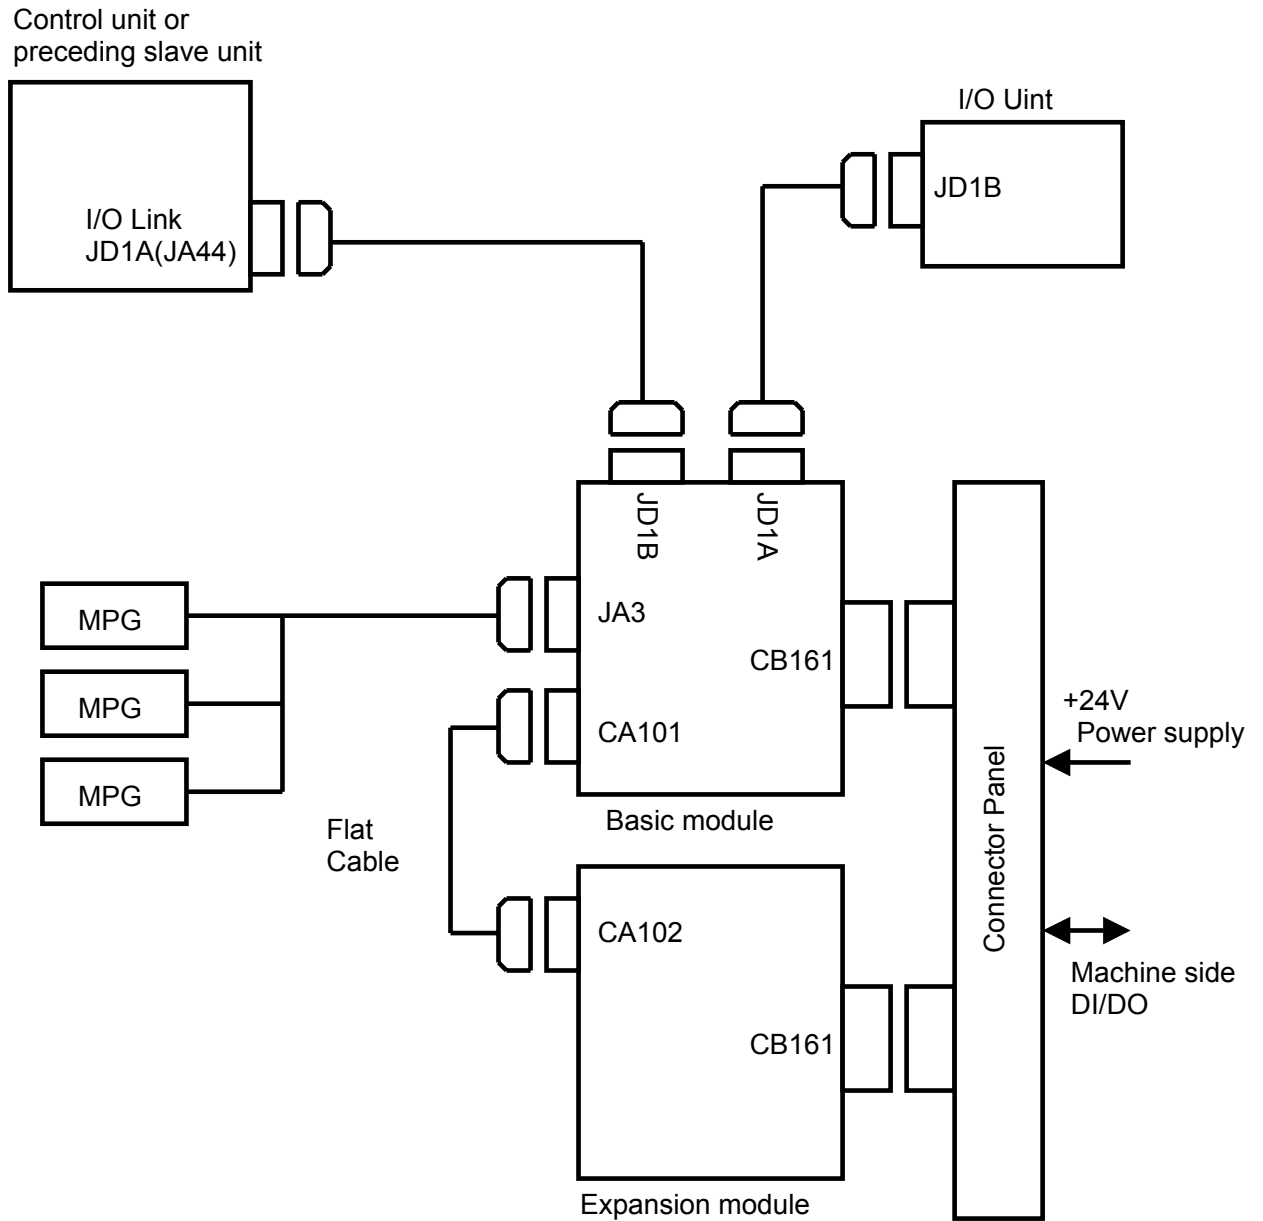 Control unit or
preceding slave unit
I/O Uint
I/O Link
JD1A(JA44)
JD1B
JD1B
JD1A
MPG
MPG
MPG
JA3
CB161
CA101
Basic module
Flat
Cable
CA102
CB161
Expansion module
Connector Panel
+24V
Power supply
Machine side
DI/DO